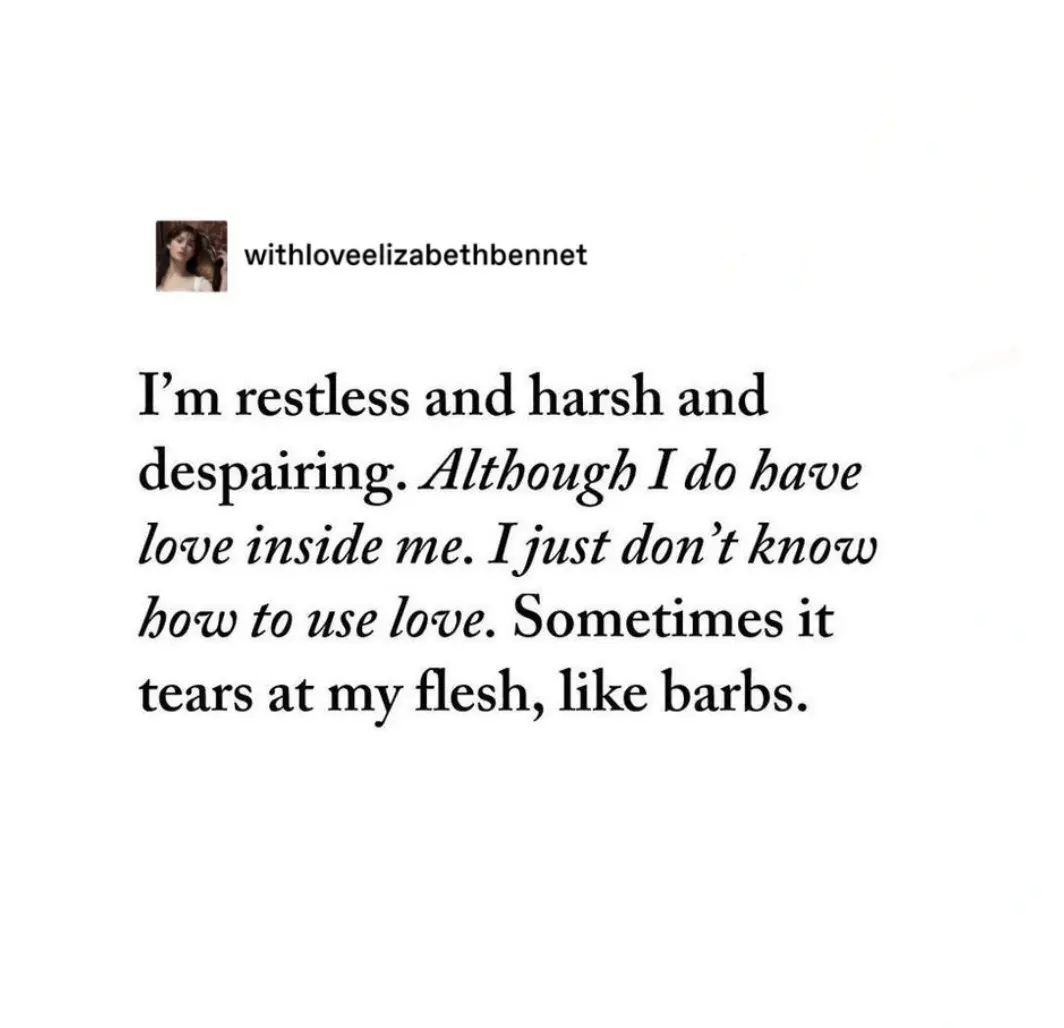 withloveelizabethbennet
I’m restless and harsh and
despairing. Although I do have
love inside me. I just don’t know
how to use love. Sometimes it
tears at my flesh, like barbs.